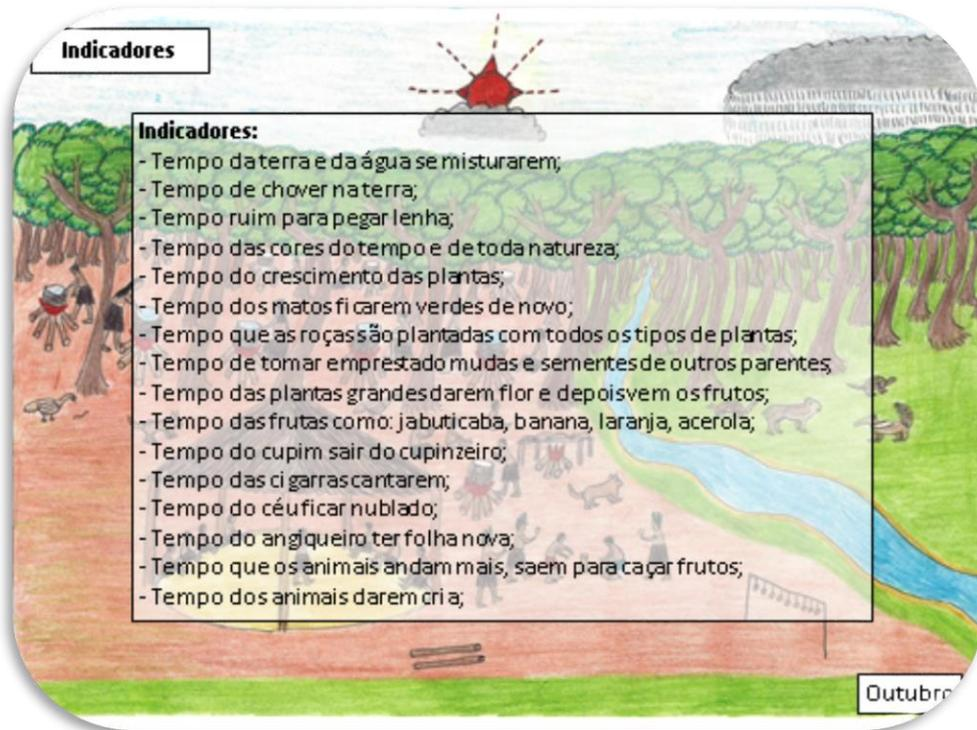 Indicadores
Indicadores:
- Tempo da terra e da água se misturarem;
- Tempo de chover na terra;
- Tempo ruim para pegar lenha;
- Tempo das cores do tempo e de toda natureza;
- Tempo do crescimento das plantas;
- Tempo dos matos ficarem verdes de novo;
- Tempo que as roças são plantadas com todos os tipos de plantas;
- Tempo de tomar emprestado mudas e sementes de outros parentes;
- Tempo das plantas grandes darem flor e depois vem os frutos;
- Tempo das frutas como: jabuticaba, banana, laranja, acerola;
- Tempo do cupim sair do cupinzeiro;
- Tempo das cigarras cantarem;
- Tempo do céu ficar nublado;
- Tempo do angiqueiro ter folha nova;
- Tempo que os animais andam mais, saem para caçar frutos;
- Tempo dos animais darem cria;
Outubro